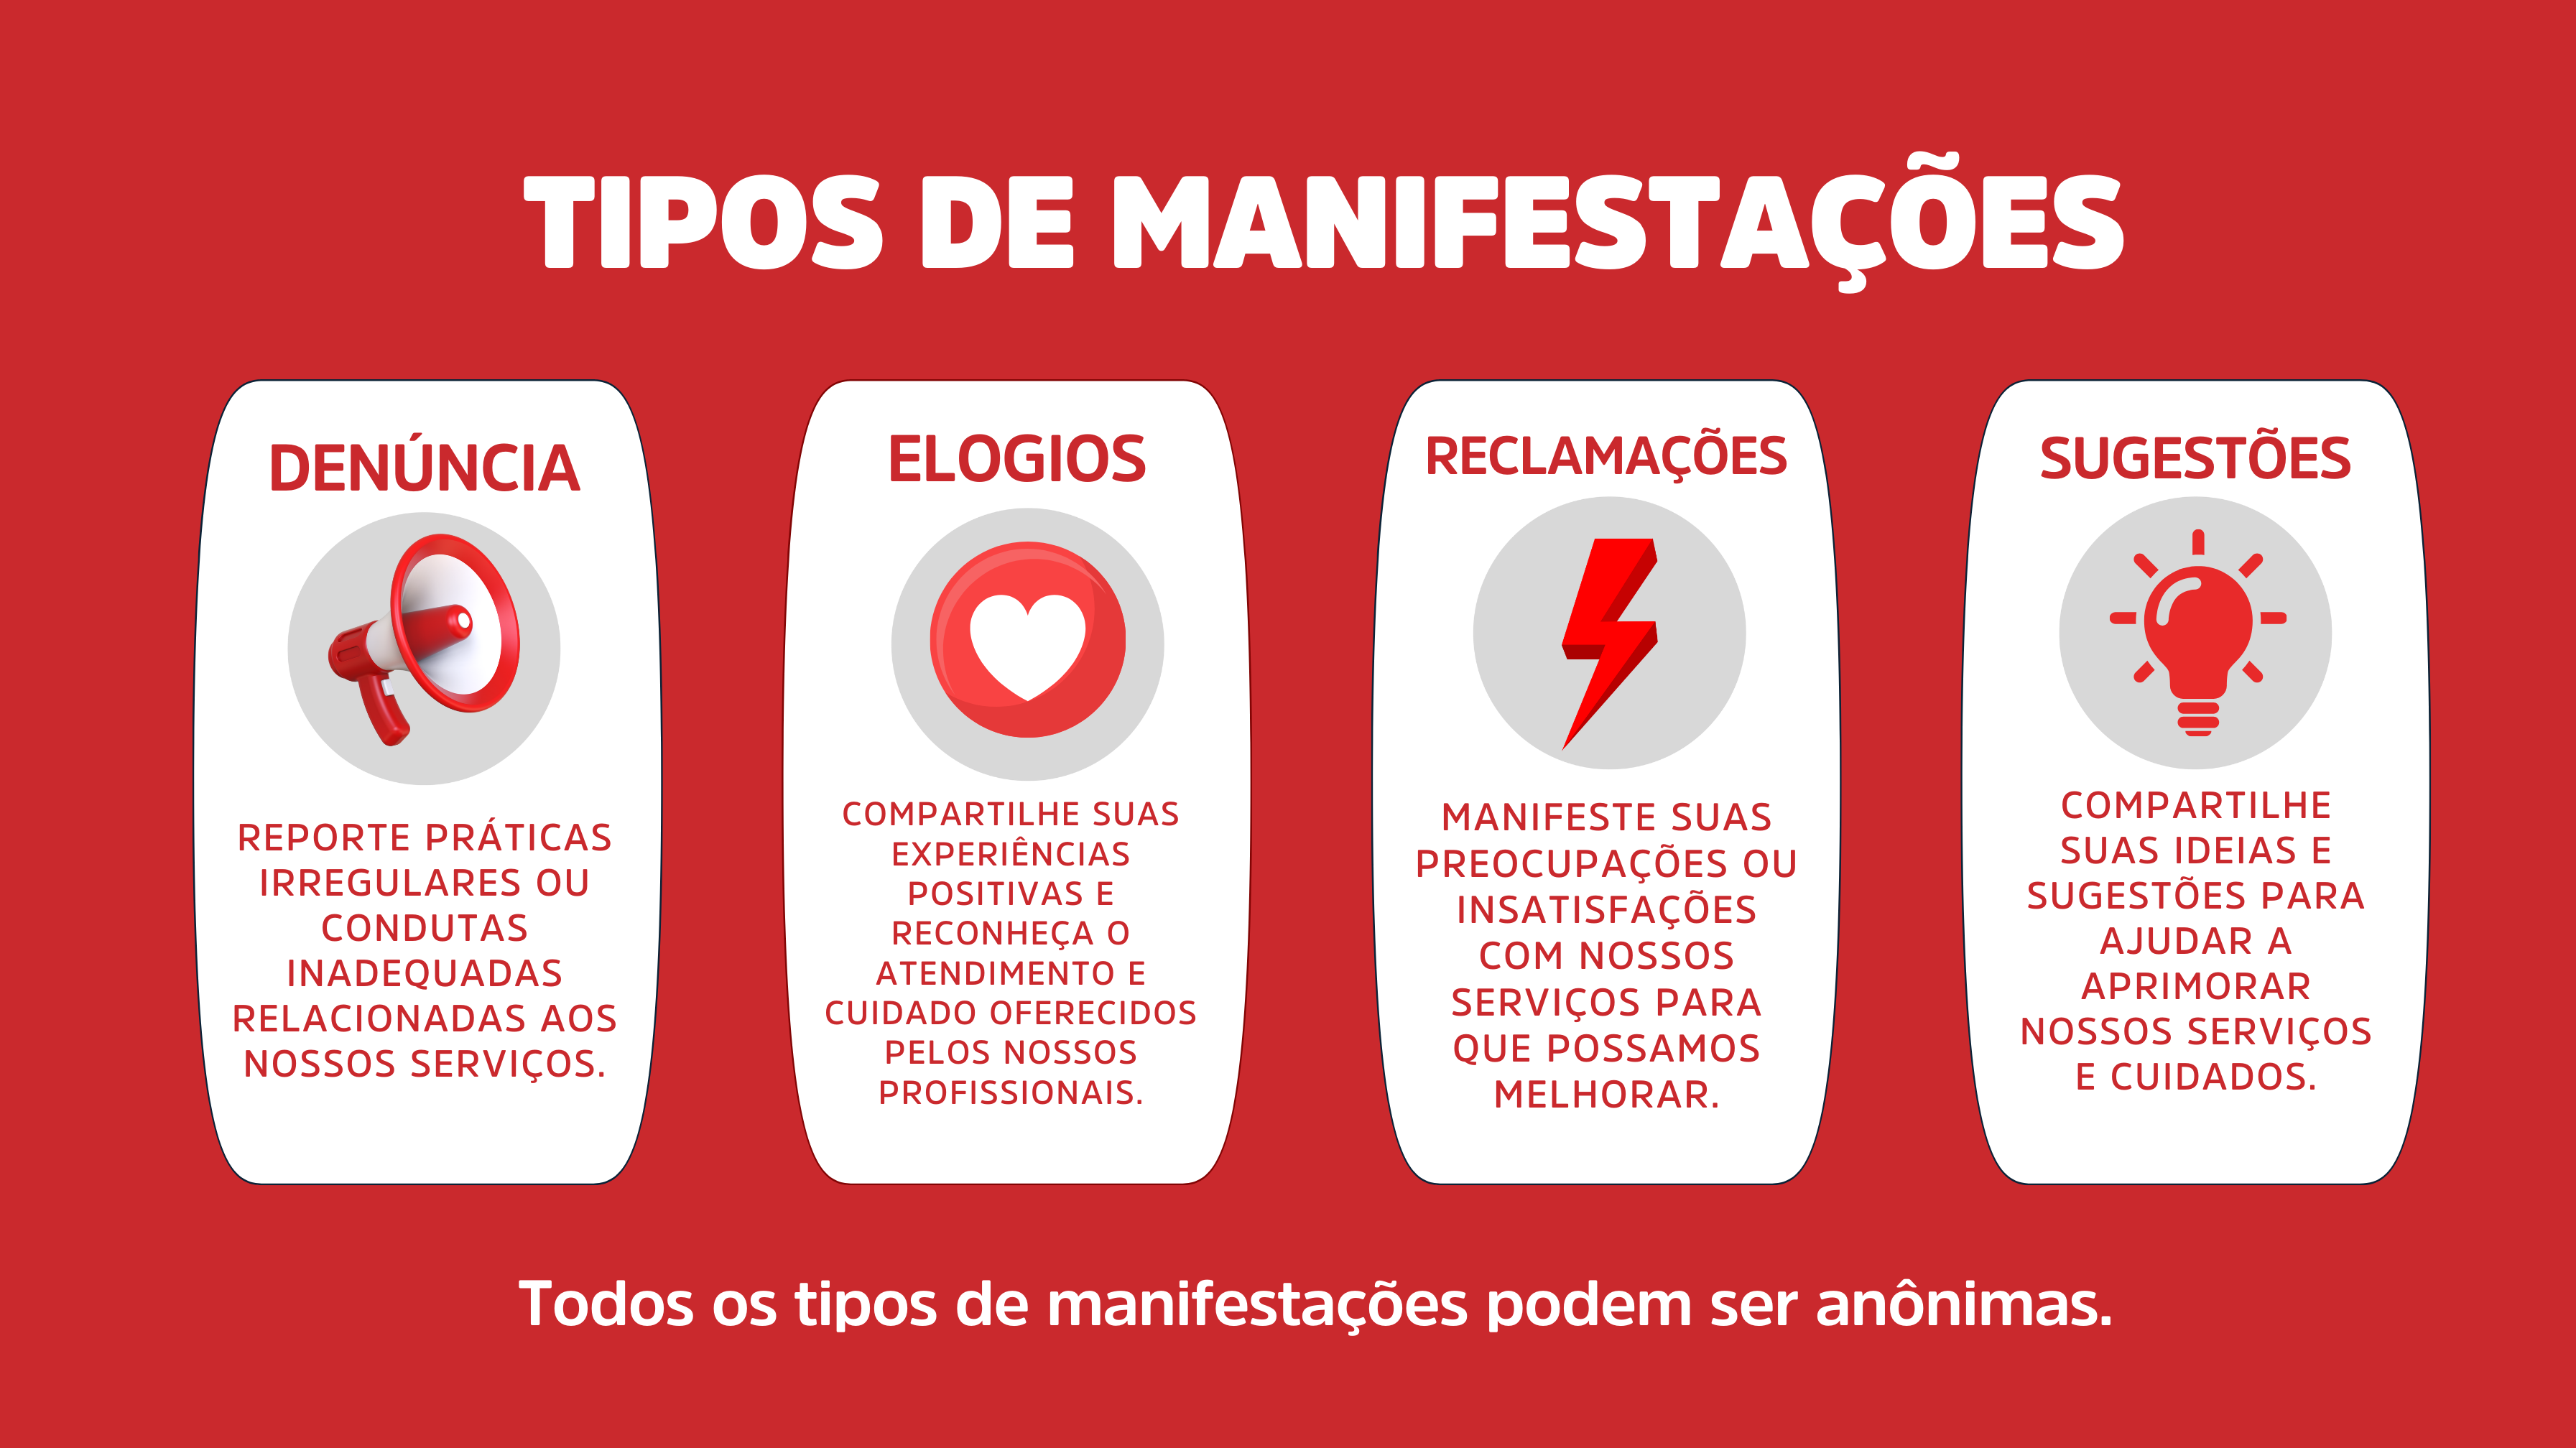 TIPOS DE MANIFESTAÇÕES
DENÚNCIA
REPORTE PRÁTICAS
IRREGULARES OU
CONDUTAS
INADEQUADAS
RELACIONADAS AOS
NOSSOS SERVIÇOS.
ELOGIOS
COMPARTILHE SUAS
EXPERIÊNCIAS
POSITIVAS E
RECONHEÇA O
ATENDIMENTO E
CUIDADO OFERECIDOS
PELOS NOSSOS
PROFISSIONAIS.
RECLAMAÇÕES
MANIFESTE SUAS
PREOCUPAÇÕES OU
INSATISFAÇÕES
COM NOSSOS
SERVIÇOS PARA
QUE POSSAMOS
MELHORAR.
SUGESTÕES
COMPARTILHE
SUAS IDEIAS E
SUGESTÕES PARA
AJUDAR A
APRIMORAR
NOSSOS SERVIÇOS
E CUIDADOS.
Todos os tipos de manifestações podem ser anônimas.